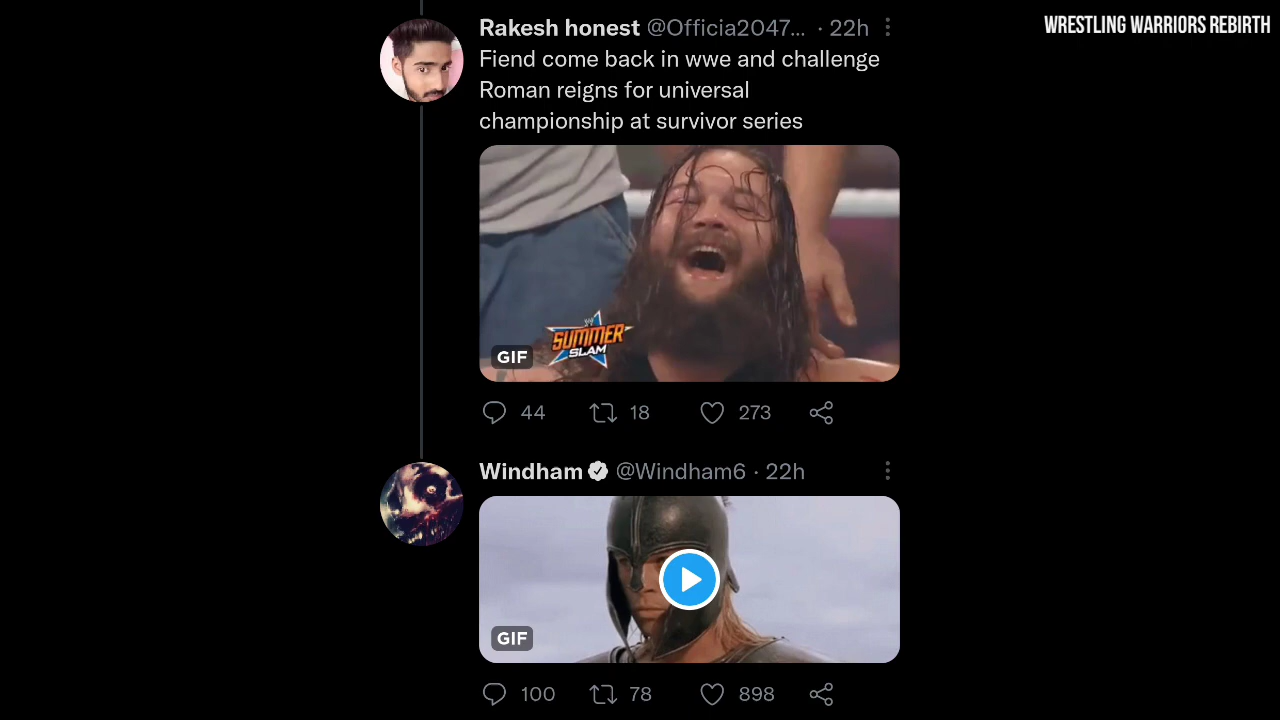 WRESTLING WARRIORS REBIRTH
Rakesh honest @Officia2047... · 22h
Fiend come back in wwe and challenge
Roman reigns for universal
championship at survivor series
SUMMER
SLAM
GIF
44 18 273
Windham @Windham6 · 22h
GIF
100 78 898